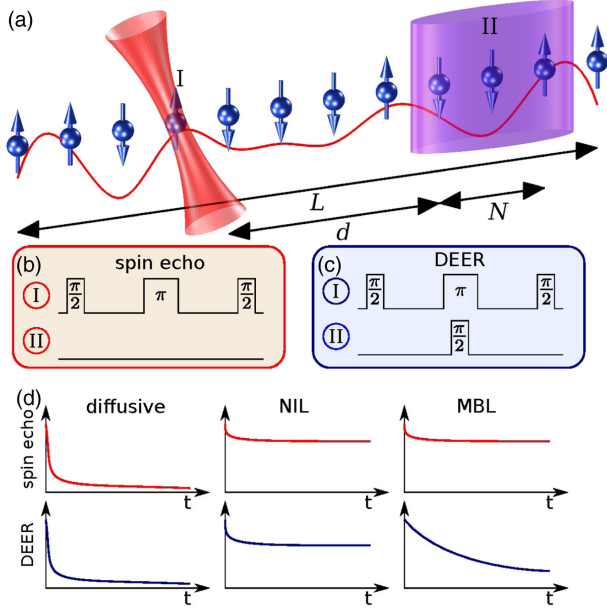 (a)
I
II
L
d
N
(b)
spin echo
I
π/2
π
π/2
II
(c)
DEER
I
π/2
π
π/2
II
π/2
(d)
diffusive
NIL
MBL
spin echo
t
t
t
DEER
t
t
t